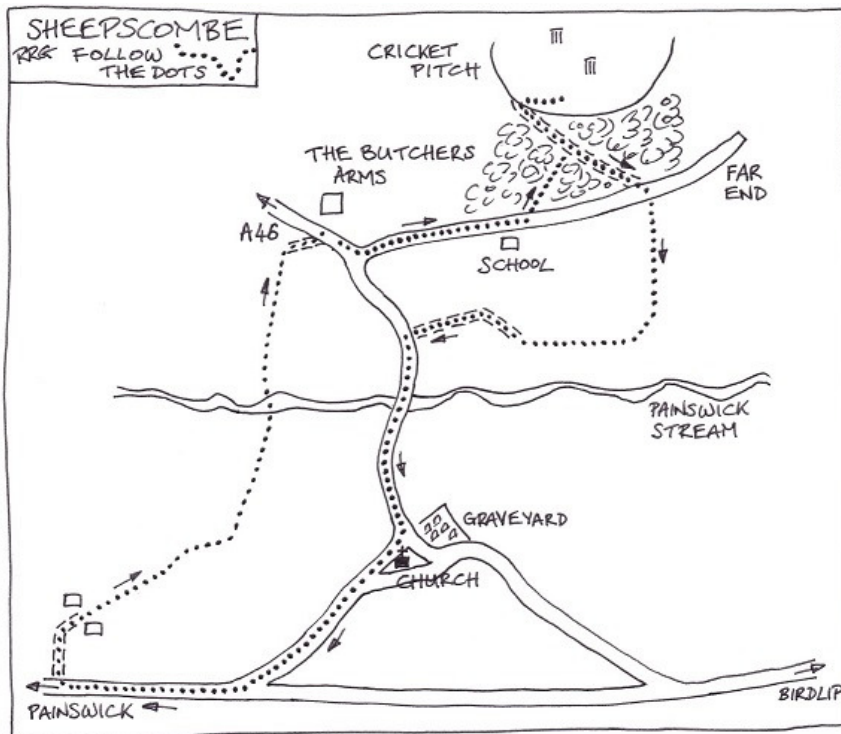 SHEEPSCOMBE
RRG FOLLOW
THE DOTS
CRICKET
PITCH
THE BUTCHERS
ARMS
FAR
END
A46
SCHOOL
PAINSWICK
STREAM
GRAVEYARD
CHURCH
PAINSWICK
BIRDLIP